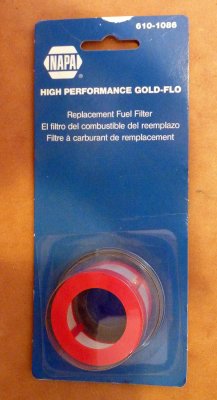 610-1086
NAPA
HIGH PERFORMANCE GOLD-FLO
Replacement Fuel Filter
El filtro del combustible del reemplazo
Filtre à carburant de remplacement